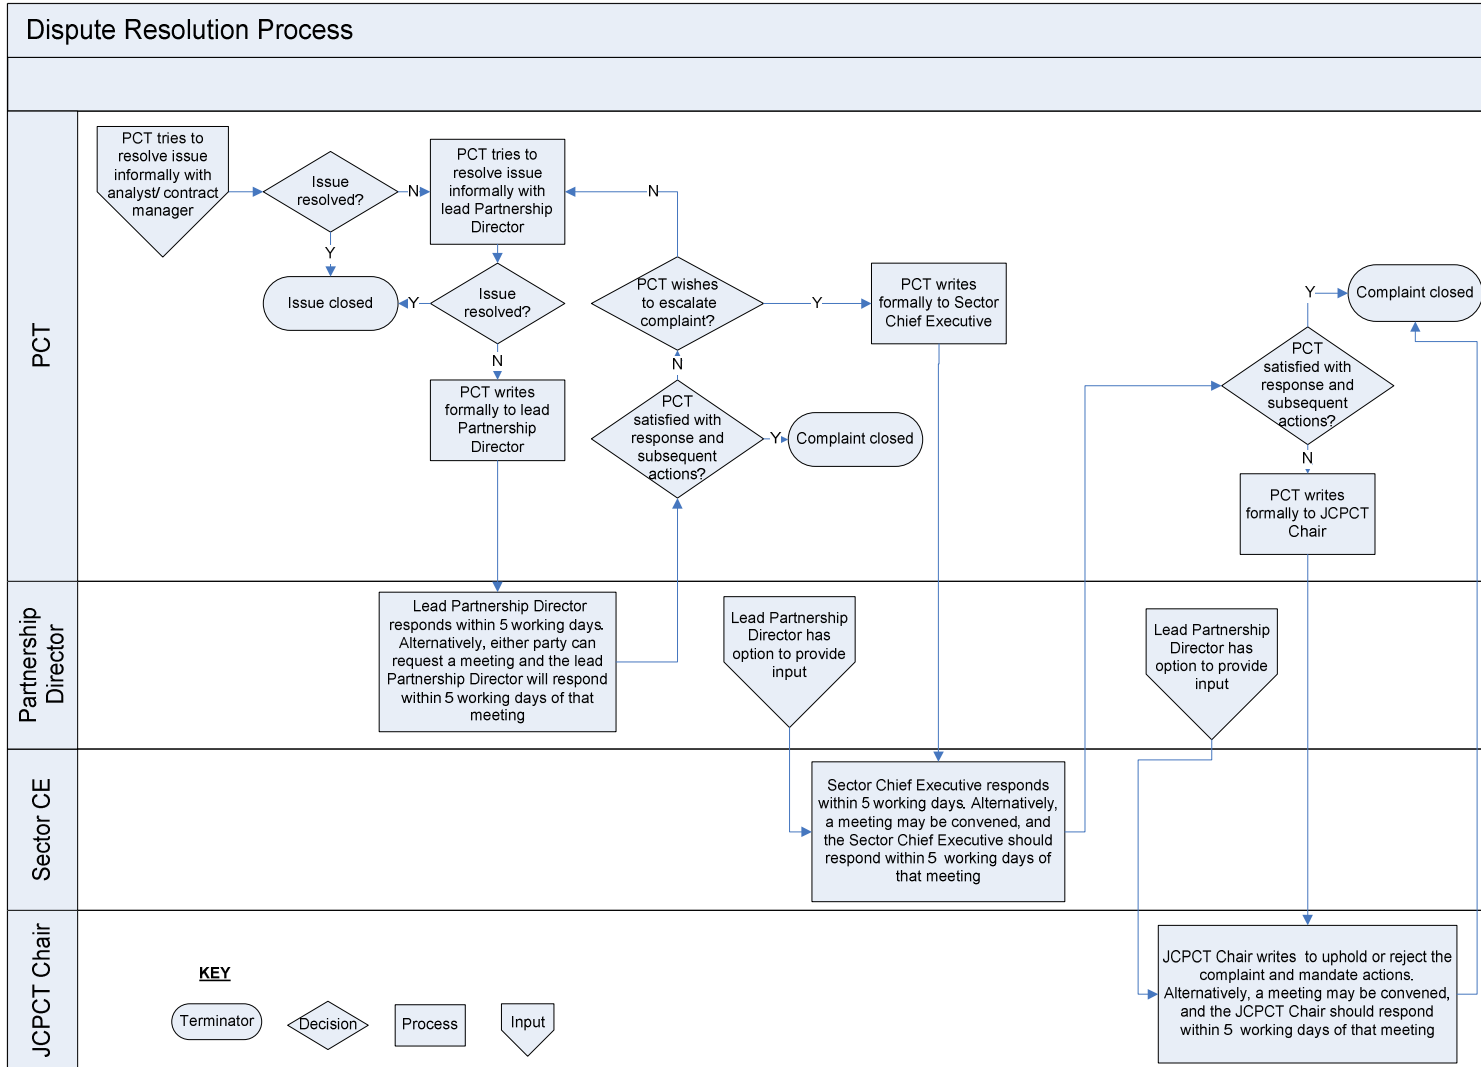 Dispute Resolution Process
PCT
PCT tries to
resolve issue
informally with
analyst/ contract
manager
Issue
resolved?
N
Y
Issue closed
PCT tries to
resolve issue
informally with
lead Partnership
Director
Issue
resolved?
Y
N
PCT writes
formally to lead
Partnership
Director
N
PCT wishes
to escalate
complaint?
Y
N
PCT
satisfied with
response and
subsequent
actions?
Y
Complaint closed
PCT writes
formally to Sector
Chief Executive
Complaint closed
Y
PCT
satisfied with
response and
subsequent
actions?
N
PCT writes
formally to JCPCT
Chair
Partnership
Director
Lead Partnership Director
responds within 5 working days.
Alternatively, either party can
request a meeting and the lead
Partnership Director will respond
within 5 working days of that
meeting
Lead Partnership
Director has
option to provide
input
Lead Partnership
Director has
option to provide
input
Sector CE
Sector Chief Executive responds
within 5 working days. Alternatively,
a meeting may be convened, and
the Sector Chief Executive should
respond within 5 working days of
that meeting
JCPCT Chair
JCPCT Chair writes to uphold or reject the
complaint and mandate actions.
Alternatively, a meeting may be convened,
and the JCPCT Chair should respond
within 5 working days of that meeting
KEY
Terminator
Decision
Process
Input